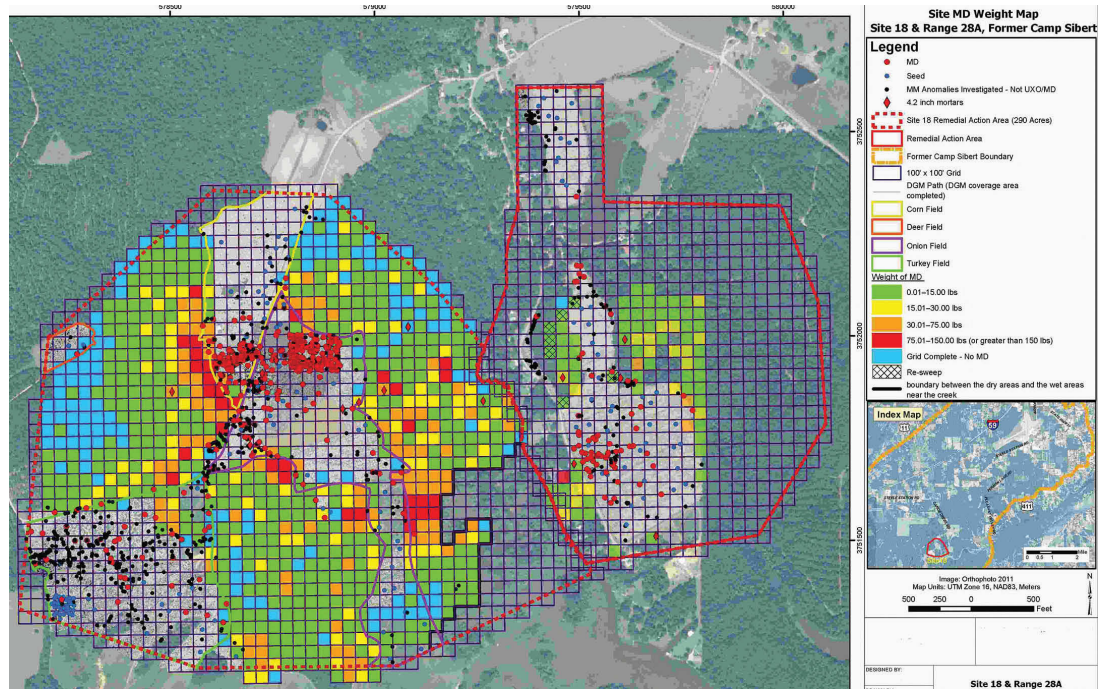 578500
579000
579500
580000
3752500
3752000
3751500
Site MD Weight Map
Site 18 & Range 28A, Former Camp Sibert
Legend
MD
Seed
MM Anomalies Investigated - Not UXO/MD
4.2 inch mortars
Site 18 Remedial Action Area (290 Acres)
Remedial Action Area
Former Camp Sibert Boundary
100' x 100' Grid
DGM Path (DGM coverage area
completed)
Corn Field
Deer Field
Onion Field
Turkey Field
Weight of MD
0.01–15.00 lbs
15.01–30.00 lbs
30.01–75.00 lbs
75.01–150.00 lbs (or greater than 150 lbs)
Grid Complete - No MD
Re-sweep
boundary between the dry areas and the wet areas
near the creek
Index Map
111
59
411
0 0.5 1 2
Image: Orthophoto 2011
Map Units: UTM Zone 16, NAD83, Meters
N
500 250 0 500
Feet
DESIGNED BY:
Site 18 & Range 28A